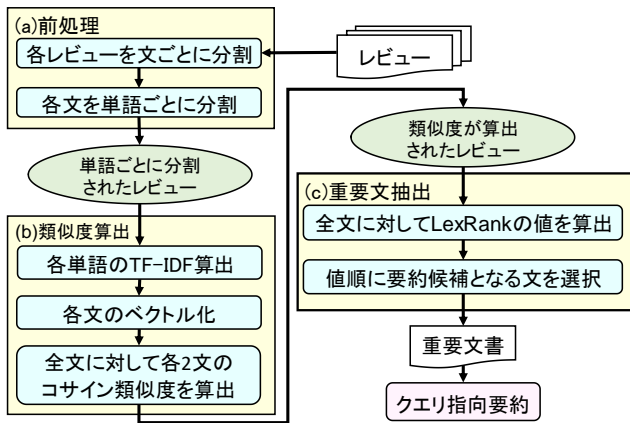 (a)前処理
各レビューを文ごとに分割
各文を単語ごとに分割
レビュー
単語ごとに分割
されたレビュー
(b)類似度算出
各単語のTF-IDF算出
各文のベクトル化
全文に対して各2文の
コサイン類似度を算出
類似度が算出
されたレビュー
(c)重要文抽出
全文に対してLexRankの値を算出
値順に要約候補となる文を選択
重要文書
クエリ指向要約